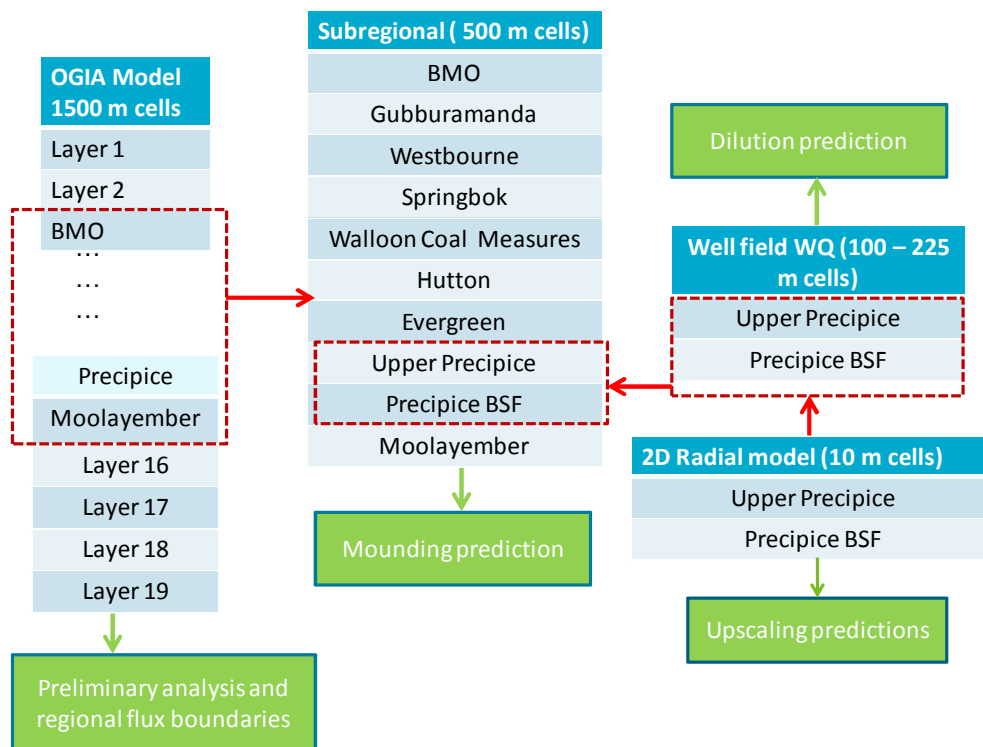 OGIA Model
1500 m cells
Layer 1
Layer 2
BMO
...
...
...
Precipice
Moolayember
Layer 16
Layer 17
Layer 18
Layer 19
Preliminary analysis and
regional flux boundaries
Subregional ( 500 m cells)
BMO
Gubburamanda
Westbourne
Springbok
Walloon Coal Measures
Hutton
Evergreen
Upper Precipice
Precipice BSF
Moolayember
Mounding prediction
Dilution prediction
Well field WQ (100 – 225
m cells)
Upper Precipice
Precipice BSF
2D Radial model (10 m cells)
Upper Precipice
Precipice BSF
Upscaling predictions